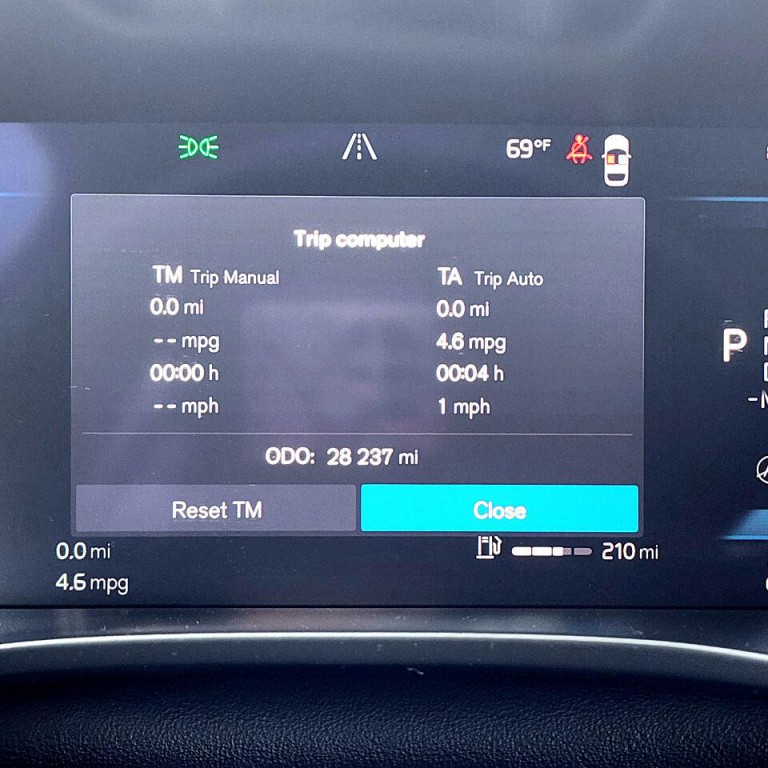 69°F
Trip computer
TM Trip Manual
0.0 mi
-- mpg
00:00 h
-- mph
TA Trip Auto
0.0 mi
4.6 mpg
00:04 h
1 mph
ODO: 28 237 mi
Reset TM
Close
P
0.0 mi
4.6 mpg
210 mi